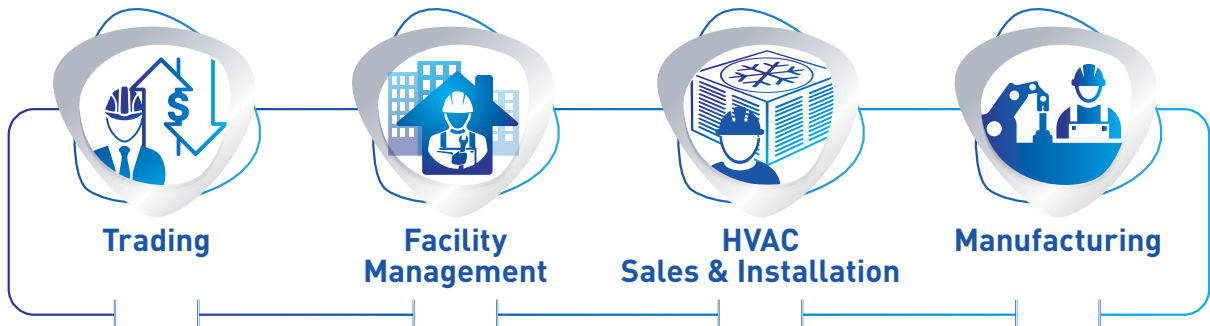 $
Trading
Facility
Management
HVAC
Sales & Installation
Manufacturing